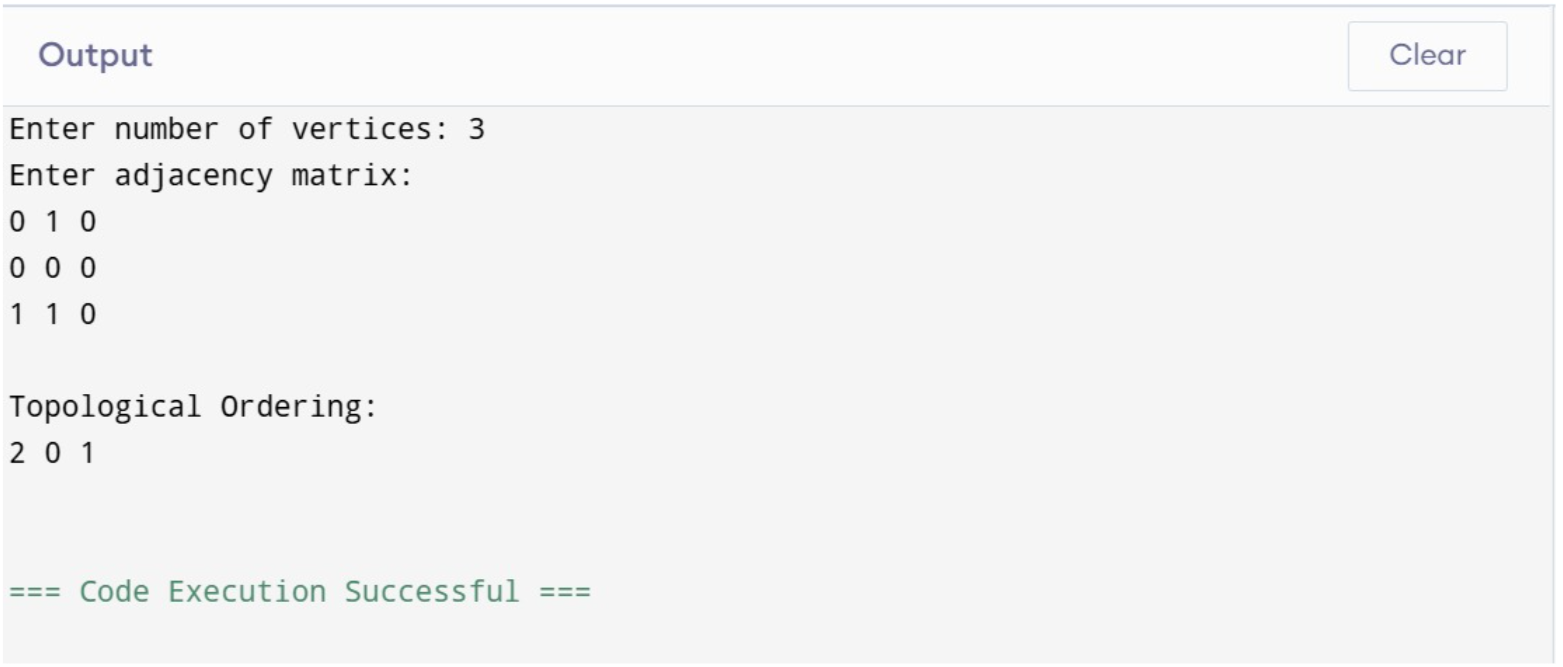 Output
Clear
Enter number of vertices: 3
Enter adjacency matrix:
0 1 0
0 0 0
1 1 0
Topological Ordering:
2 0 1
=== Code Execution Successful ===